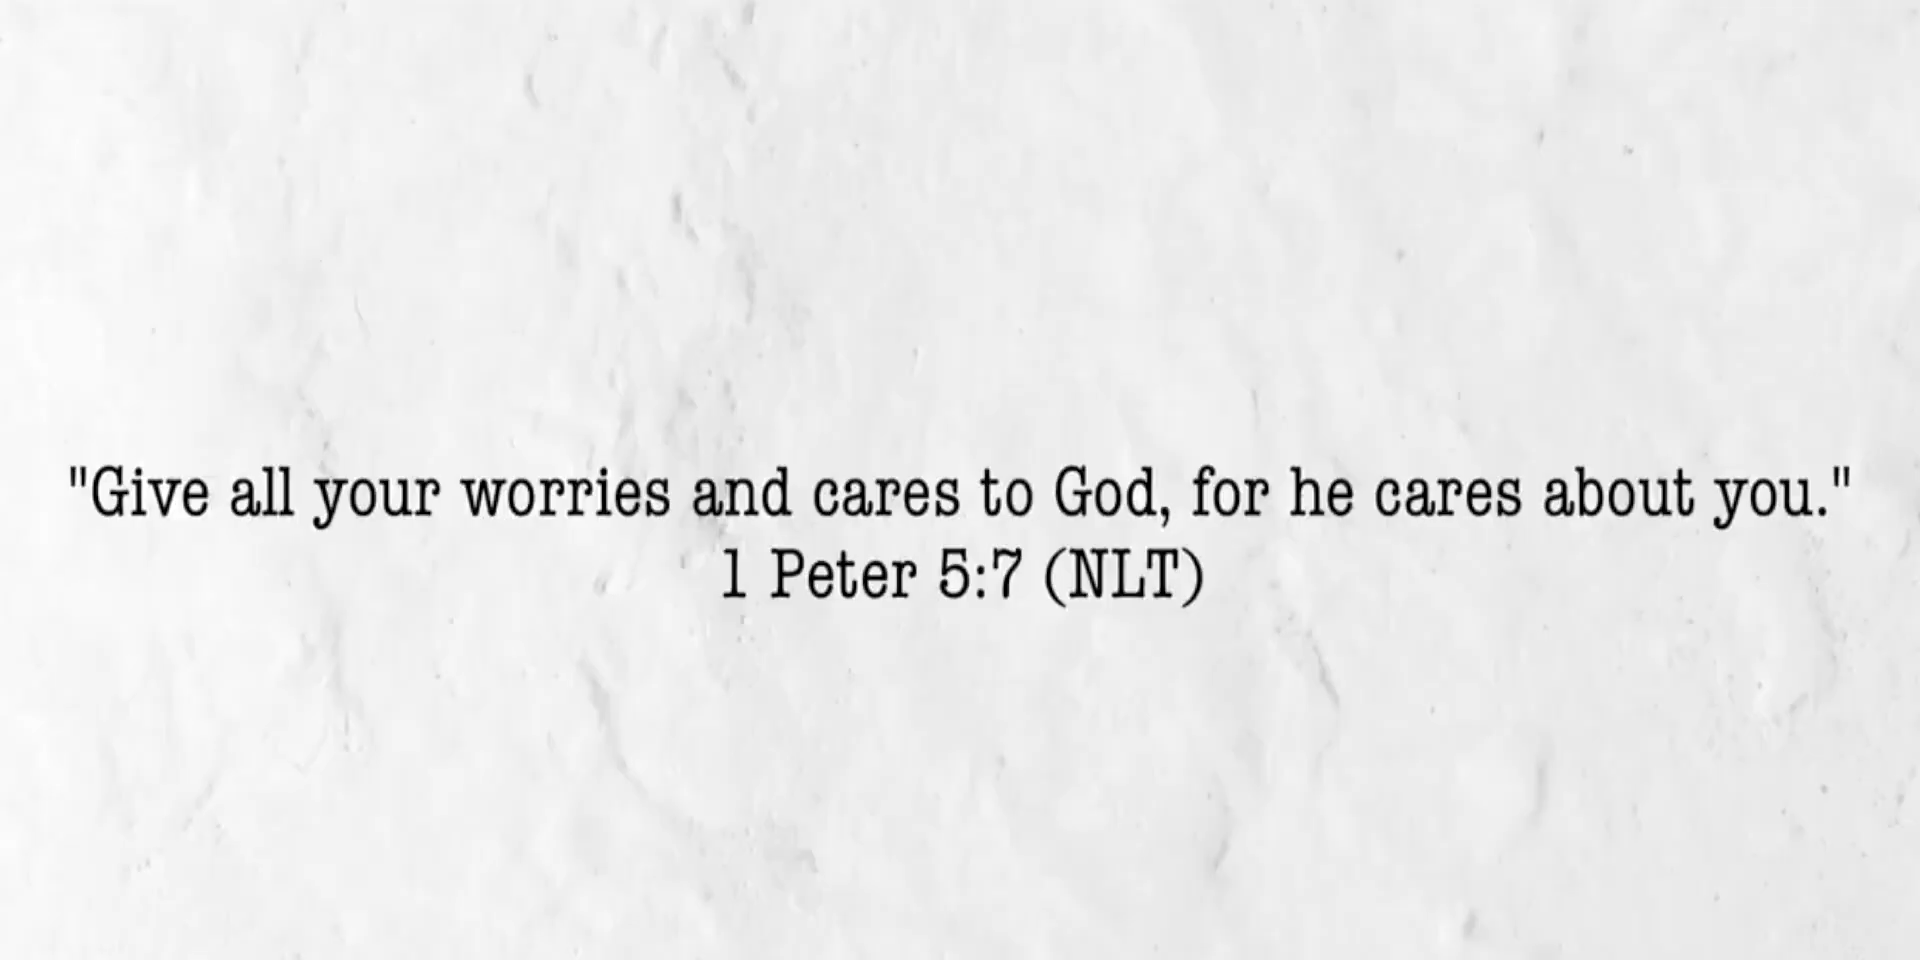 "Give all your worries and cares to God, for he cares about you."
1 Peter 5:7 (NLT)